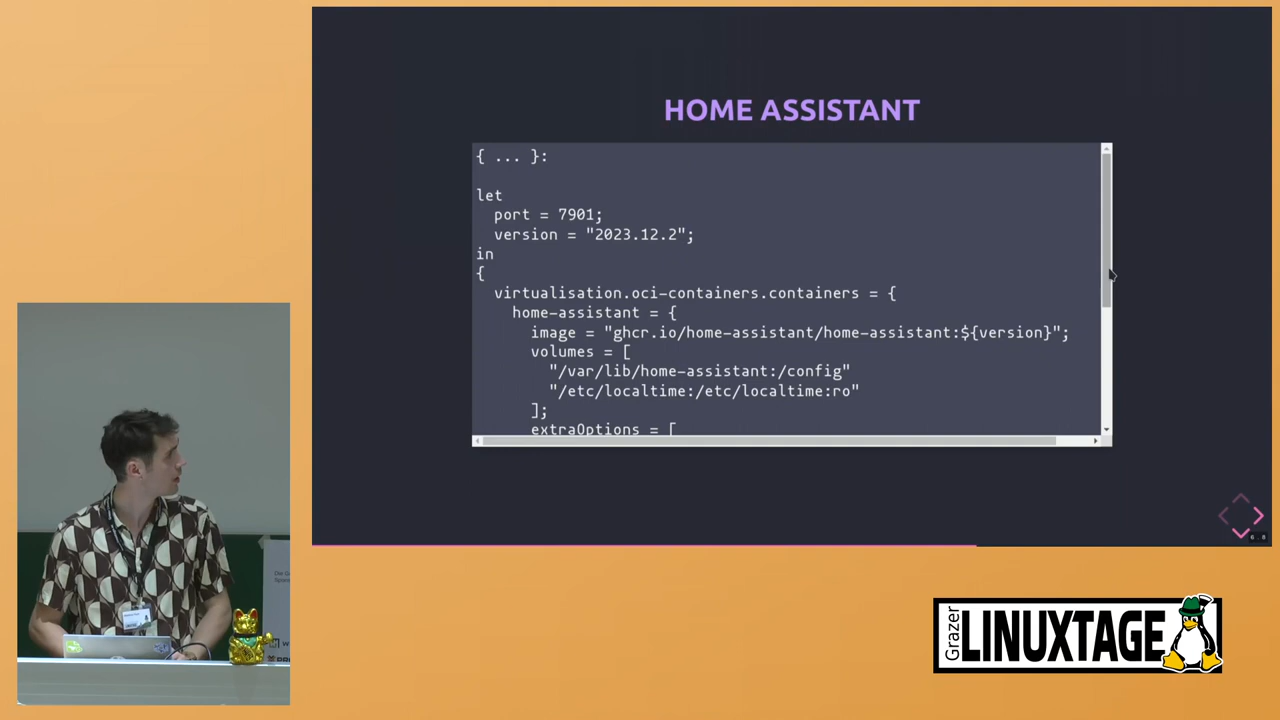 HOME ASSISTANT
{ ... }:
let
  port = 7901;
  version = "2023.12.2";
in
{
  virtualisation.oci-containers.containers = {
    home-assistant = {
      image = "ghcr.io/home-assistant/home-assistant:${version}";
      volumes = [
        "/var/lib/home-assistant:/config"
        "/etc/localtime:/etc/localtime:ro"
      ];
      extraOptions = [
6.8
Grazer
LINUXTAGE